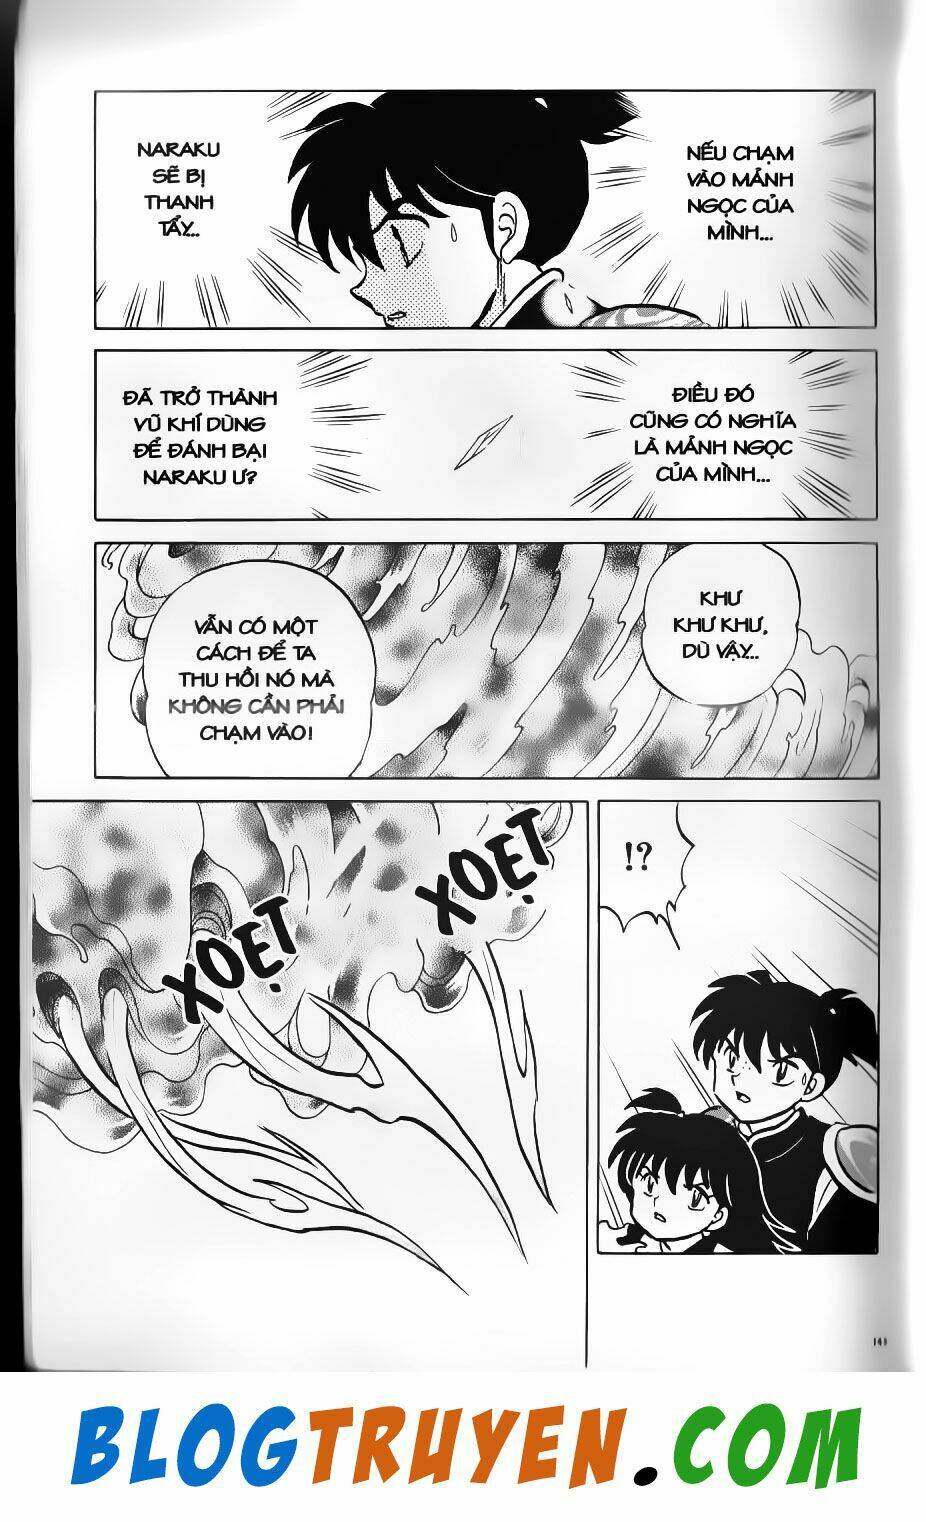 NẾU CHẠM
VÀO MẢNH
NGỌC CỦA
MÌNH...
NARAKU
SẼ BỊ
THANH
TẨY...
ĐIỀU ĐÓ
CŨNG CÓ NGHĨA
LÀ MẢNH NGỌC
CỦA MÌNH...
ĐÃ TRỞ THÀNH
VŨ KHÍ DÙNG
ĐỂ ĐÁNH BẠI
NARAKU Ư?
KHƯ
KHƯ KHƯ,
DÙ VẬY...
VẪN CÓ MỘT
CÁCH ĐỂ TA
THU HỒI NÓ MÀ
KHÔNG CẦN PHẢI
CHẠM VÀO!
!?
XOẸT
XOẸT
141
BLOGTRUYEN.COM